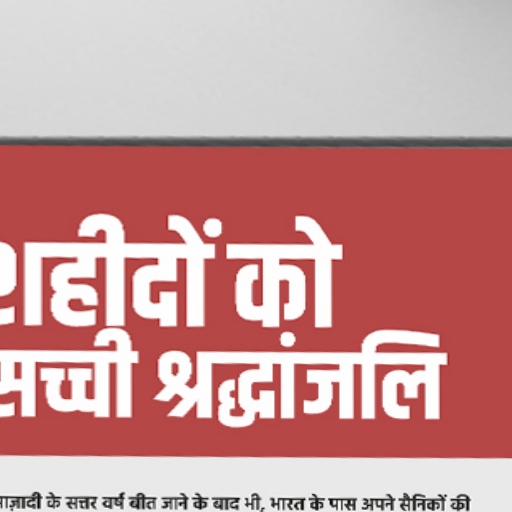 शहीदों को
सच्ची श्रद्धांजलि
आज़ादी के सत्तर वर्ष बीत जाने के बाद भी, भारत के पास अपने सैनिकों की